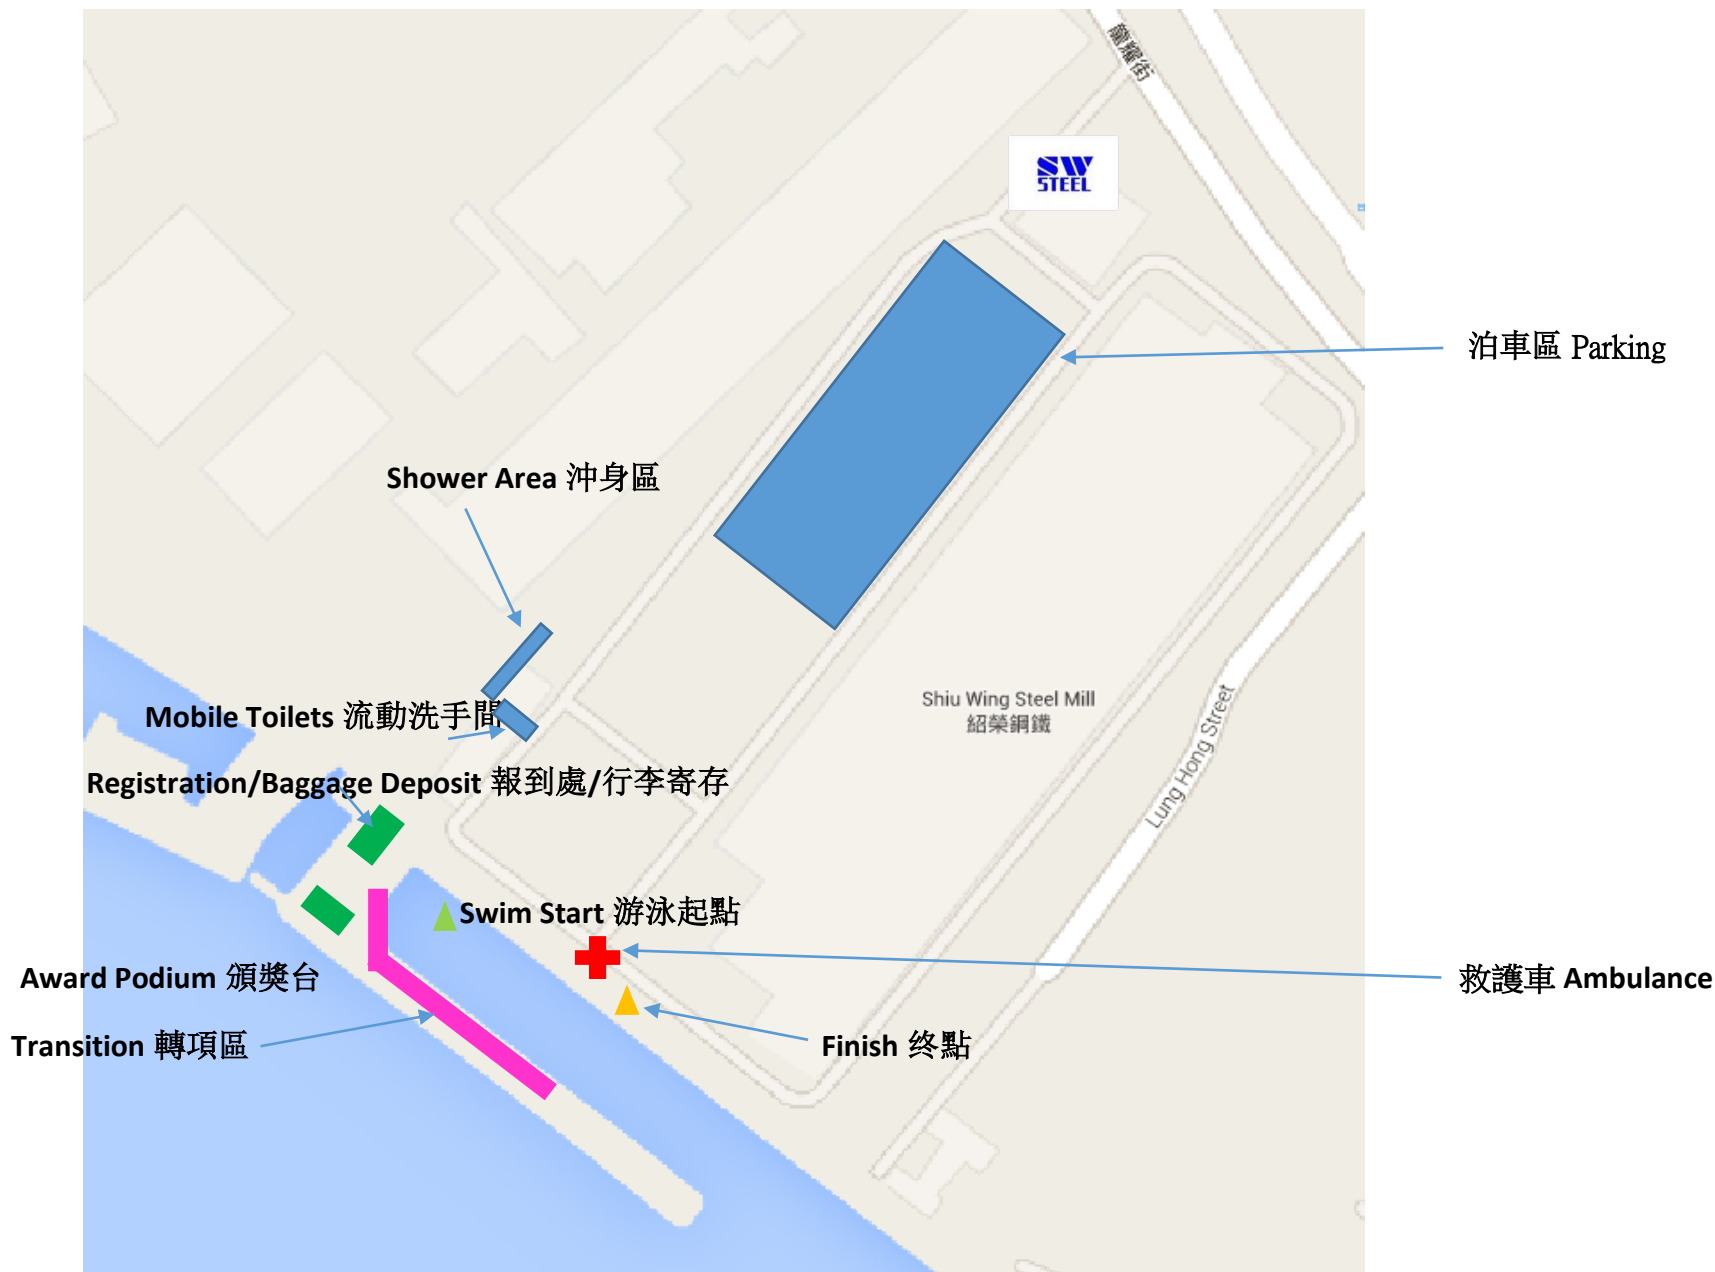 龍耀街
SW
STEEL
泊車區 Parking
Shower Area 沖身區
Shiu Wing Steel Mill
紹榮鋼鐵
Mobile Toilets 流動洗手間
Lung Hong Street
Registration/Baggage Deposit 報到處/行李寄存
Swim Start 游泳起點
Award Podium 頒獎台
救護車 Ambulance
Transition 轉項區
Finish 终點